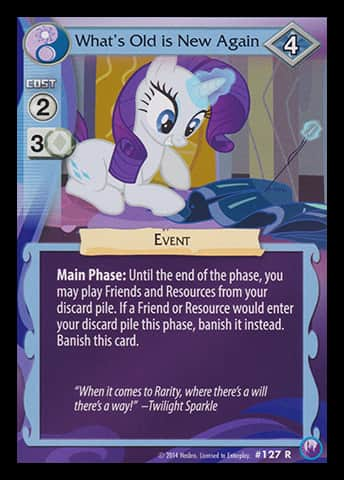 What's Old is New Again
4
COST
2
3
EVENT
Main Phase: Until the end of the phase, you
may play Friends and Resources from your
discard pile. If a Friend or Resource would enter
your discard pile this phase, banish it instead.
Banish this card.
"When it comes to Rarity, where there's a will
there's a way!" –Twilight Sparkle
© 2014 Hasbro. Licensed to Enterplay. #127 R